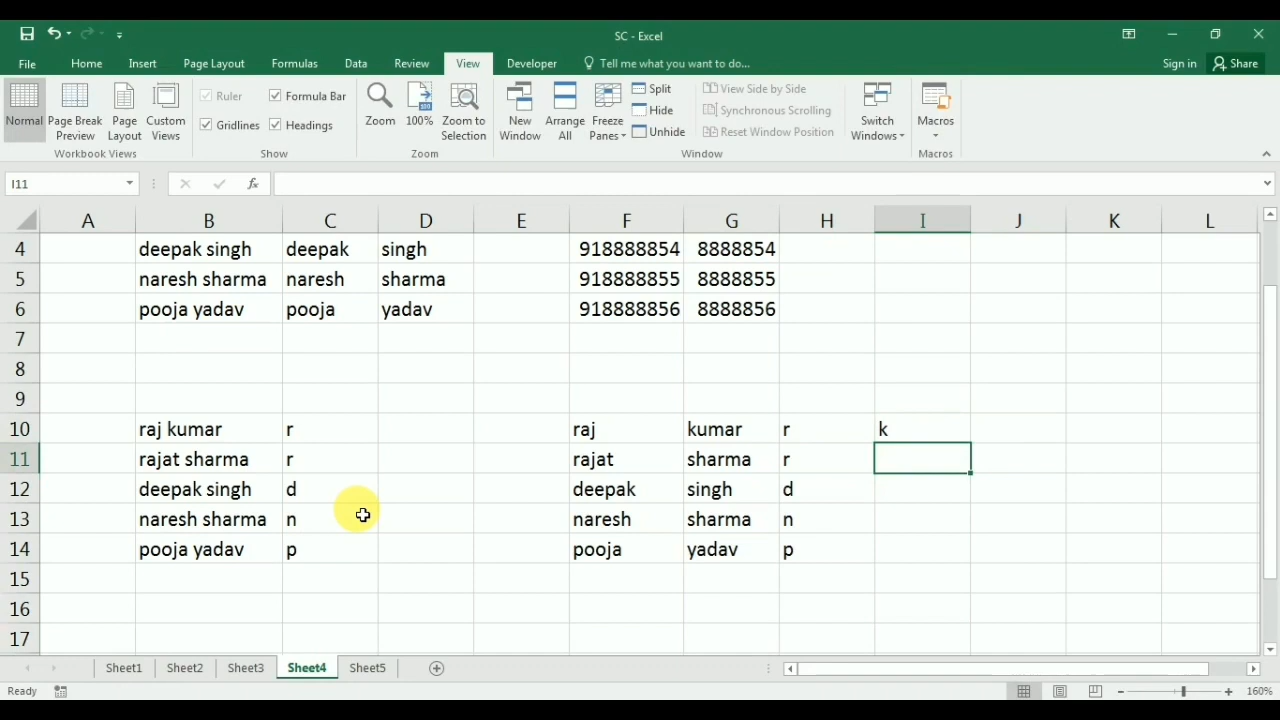 SC - Excel
File Home Insert Page Layout Formulas Data Review View Developer Tell me what you want to do... Sign in Share
Normal Page Break Preview Page Layout Custom Views
Workbook Views
Ruler Formula Bar
Gridlines Headings
Show
Zoom 100% Zoom to Selection
Zoom
New Window Arrange All Freeze Panes
Split
Hide
Unhide
View Side by Side
Synchronous Scrolling
Reset Window Position
Switch Windows
Window
Macros
Macros
I11 fx
A B C D E F G H I J K L
4 deepak singh deepak singh 918888854 8888854
5 naresh sharma naresh sharma 918888855 8888855
6 pooja yadav pooja yadav 918888856 8888856
7
8
9
10 raj kumar r raj kumar r k
11 rajat sharma r rajat sharma r
12 deepak singh d deepak singh d
13 naresh sharma n naresh sharma n
14 pooja yadav p pooja yadav p
15
16
17
Sheet1 Sheet2 Sheet3 Sheet4 Sheet5
Ready 160%